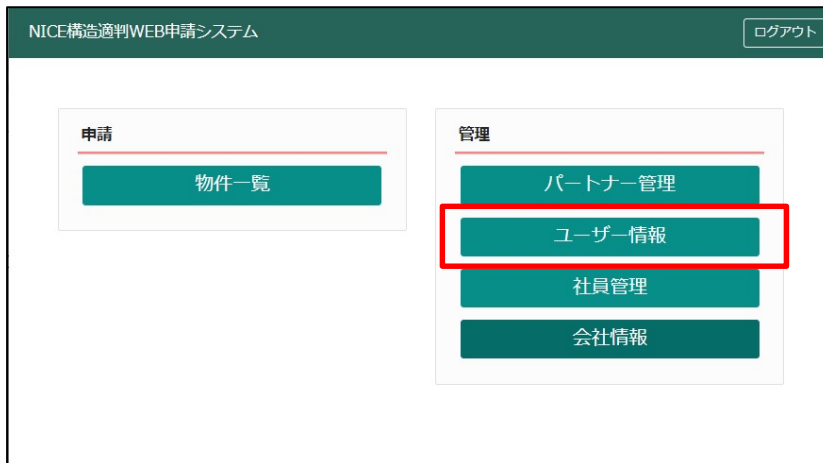 NICE構造適判WEB申請システム
ログアウト
申請
物件一覧
管理
パートナー管理
ユーザー情報
社員管理
会社情報